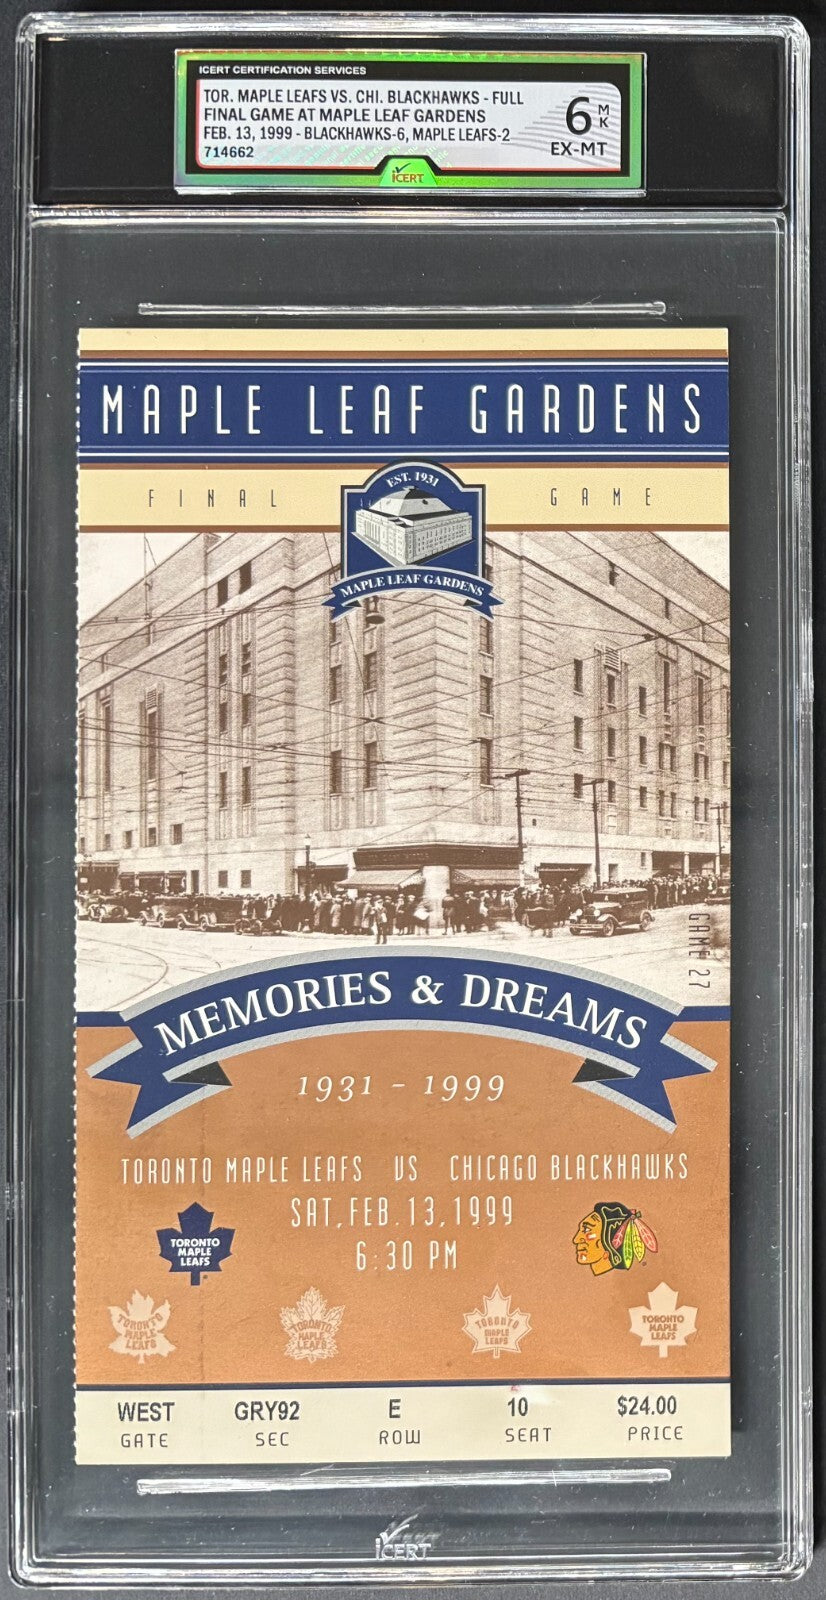 ICERT CERTIFICATION SERVICES
TOR. MAPLE LEAFS VS. CHI. BLACKHAWKS - FULL
FINAL GAME AT MAPLE LEAF GARDENS
FEB. 13, 1999 - BLACKHAWKS-6, MAPLE LEAFS-2
714662
6 MK
EX-MT
ICERT
MAPLE LEAF GARDENS
FINAL GAME
EST. 1931
MAPLE LEAF GARDENS
GAME 27
MEMORIES & DREAMS
1931 - 1999
TORONTO MAPLE LEAFS VS CHICAGO BLACKHAWKS
SAT, FEB. 13, 1999
6:30 PM
TORONTO
MAPLE
LEAFS
TORONTO
MAPLE
LEAFS
TORONTO
MAPLE
LEAFS
TORONTO
MAPLE
LEAFS
TORONTO
MAPLE
LEAFS
WEST GRY92 E 10 $24.00
GATE SEC ROW SEAT PRICE
ICERT